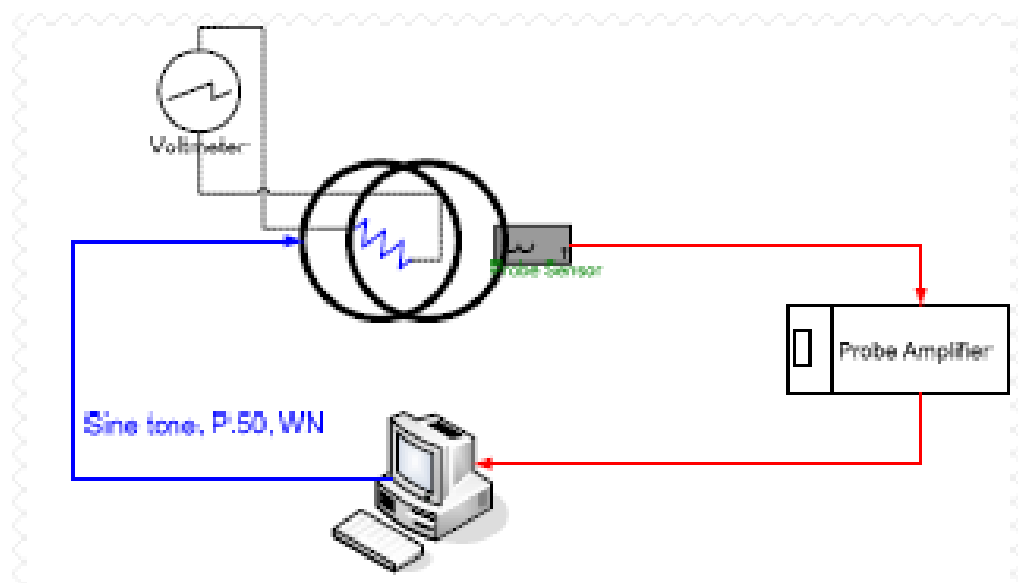 Voltmeter
Probe Sensor
Probe Amplifier
Sine tone, P.50, WN